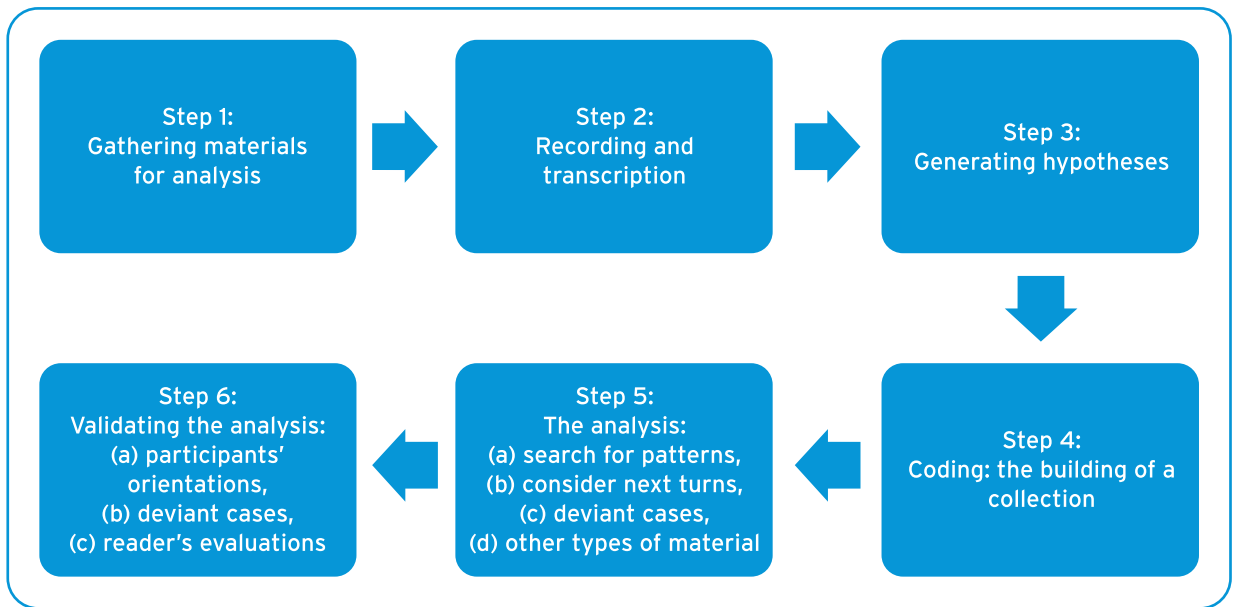 Step 1:
Gathering materials
for analysis
Step 2:
Recording and
transcription
Step 3:
Generating hypotheses
Step 4:
Coding: the building of a
collection
Step 5:
The analysis:
(a) search for patterns,
(b) consider next turns,
(c) deviant cases,
(d) other types of material
Step 6:
Validating the analysis:
(a) participants’
orientations,
(b) deviant cases,
(c) reader’s evaluations